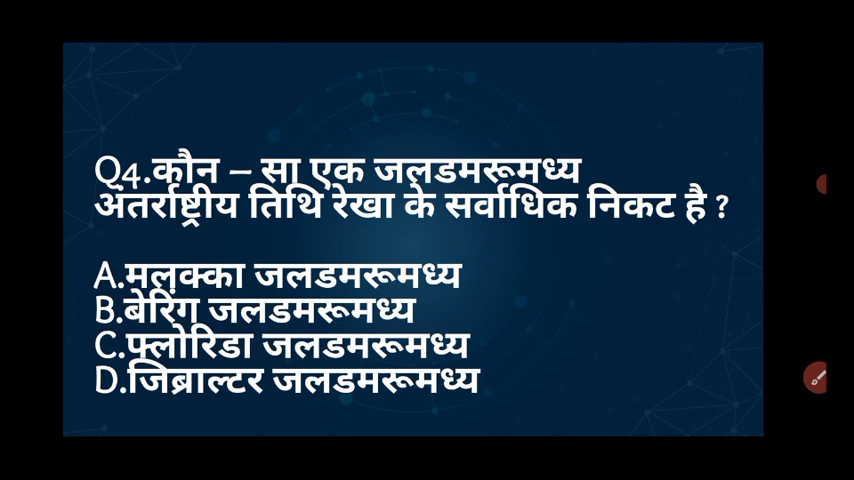 Q4.कौन – सा एक जलडमरूमध्य
अंतर्राष्ट्रीय तिथि रेखा के सर्वाधिक निकट है ?
A.मलक्का जलडमरूमध्य
B.बेरिंग जलडमरूमध्य
C.फ्लोरिडा जलडमरूमध्य
D.जिब्राल्टर जलडमरूमध्य